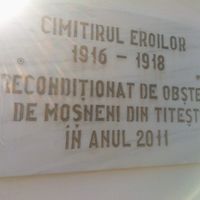 CIMITIRUL EROILOR
1916 - 1918
RECONDIȚIONAT DE OBȘTE
DE MOȘNENI DIN TITEȘT
ÎN ANUL 2011